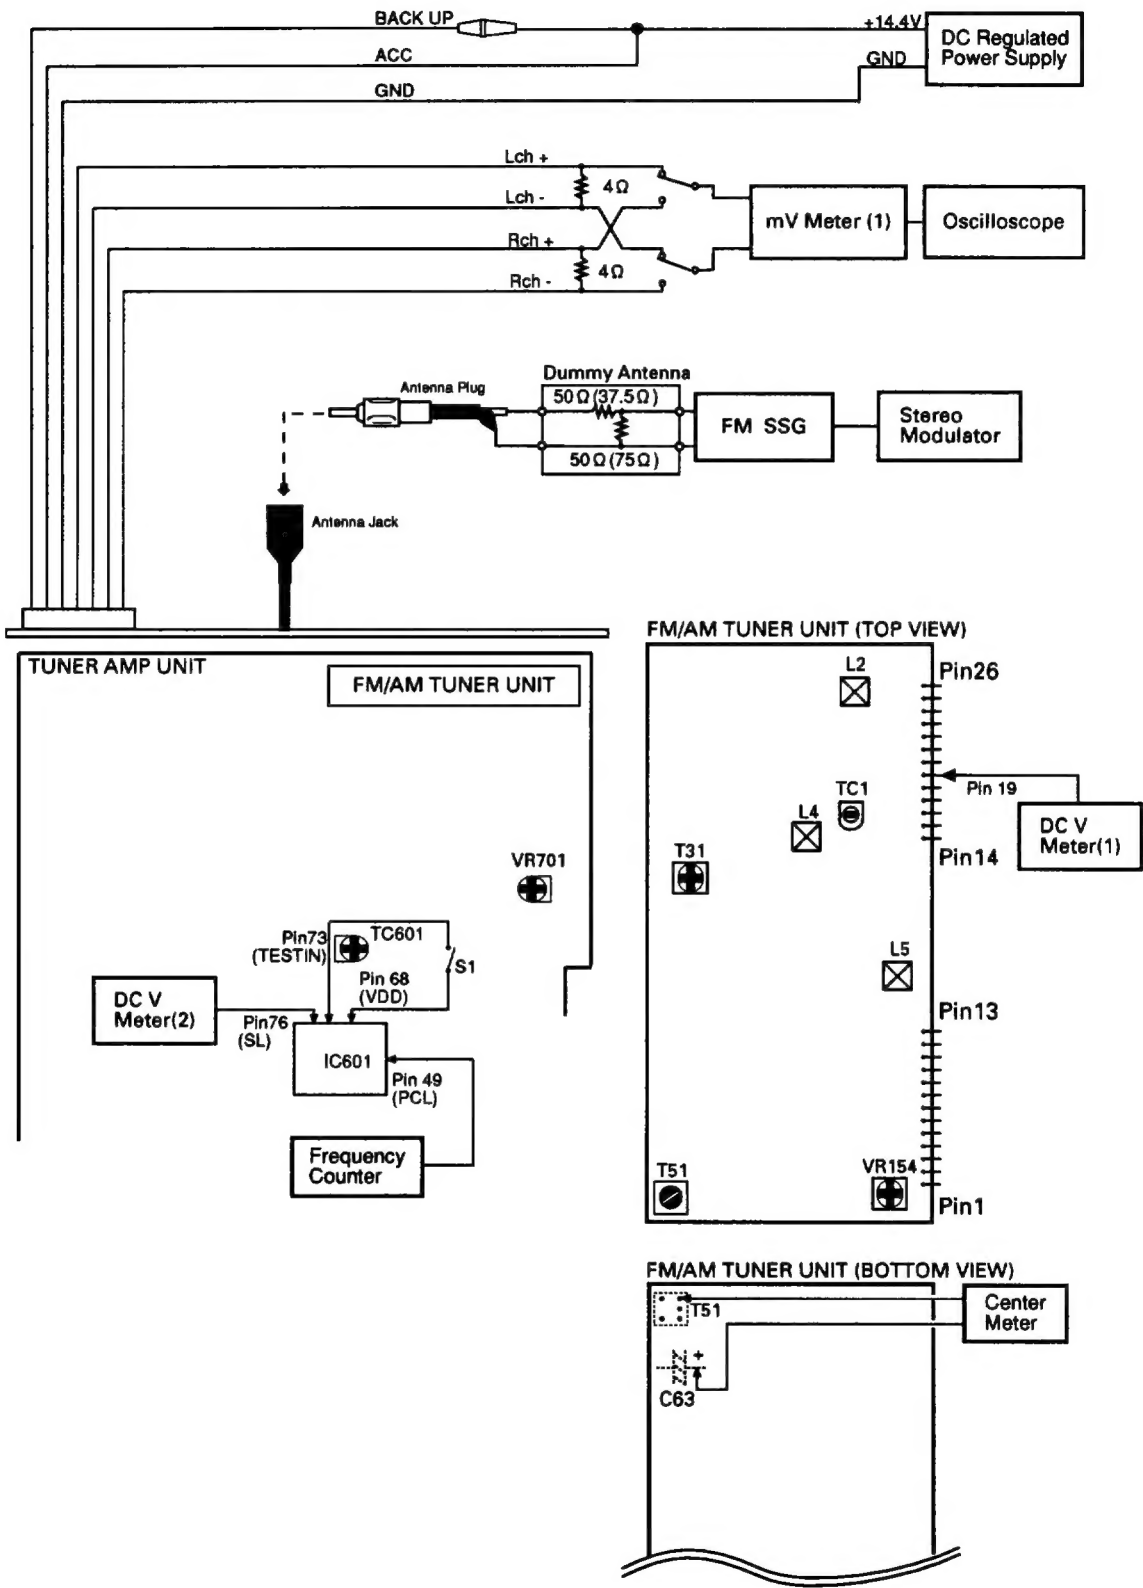 BACK UP
+14.4V
DC Regulated
Power Supply
ACC
GND
GND
Lch +
4Ω
Lch -
mV Meter (1)
Oscilloscope
Rch +
4Ω
Rch -
Dummy Antenna
Antenna Plug
50Ω(37.5Ω)
FM SSG
Stereo
Modulator
50Ω(75Ω)
Antenna Jack
TUNER AMP UNIT
FM/AM TUNER UNIT
VR701
Pin73
(TESTIN)
TC601
S1
Pin 68
(VDD)
DC V
Meter(2)
Pin76
(SL)
IC601
Pin 49
(PCL)
Frequency
Counter
FM/AM TUNER UNIT (TOP VIEW)
L2
Pin26
TC1
Pin 19
L4
DC V
Meter(1)
T31
Pin14
L5
Pin13
T51
VR154
Pin1
FM/AM TUNER UNIT (BOTTOM VIEW)
T51
Center
Meter
+
C63